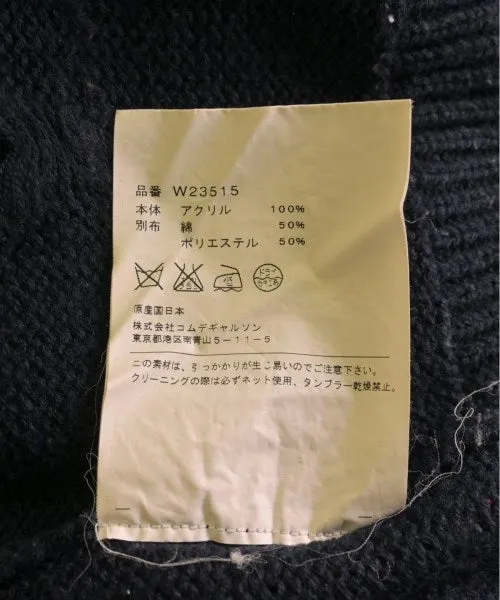 品番 W23515
本体 アクリル 100%
別布 綿 50%
ポリエステル 50%
ドライ
原産国日本
株式会社コムデギャルソン
東京都港区南青山5-11-5
この素材は、引っかかりが生じ易いのでご注意下さい。
クリーニングの際は必ずネット使用、タンブラー乾燥禁止。